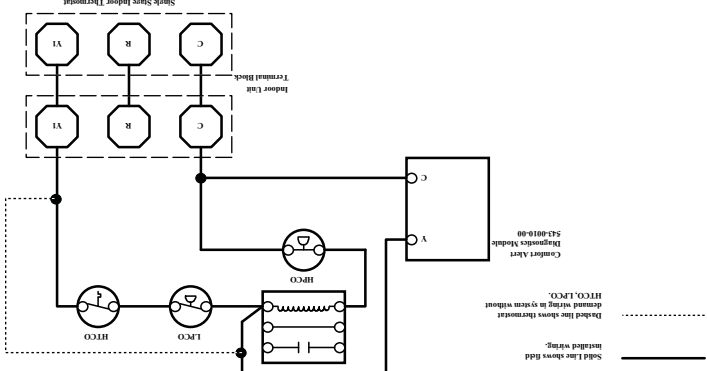 Solid Line shows field
installed wiring.
Dashed line shows thermostat
demand wiring in system without
HTCO, LPCO.
Comfort Alert
Diagnostics Module
543-0010-00
Y
C
LPCO
HTCO
HPCO
C
R
Y1
Indoor Unit
Terminal Block
C
R
Y1
Single Stage Indoor Thermostat